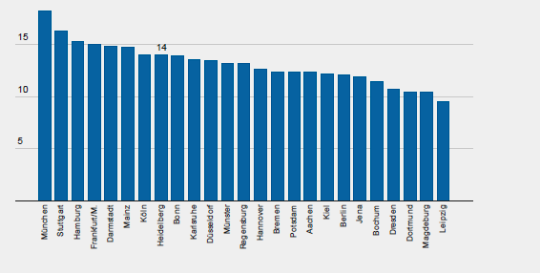 15
14
10
5
München
Stuttgart
Hamburg
Frankfurt/M.
Darmstadt
Mainz
Köln
Heidelberg
Bonn
Karlsruhe
Düsseldorf
Münster
Regensburg
Hannover
Bremen
Potsdam
Aachen
Kiel
Berlin
Jena
Bochum
Dresden
Dortmund
Magdeburg
Leipzig